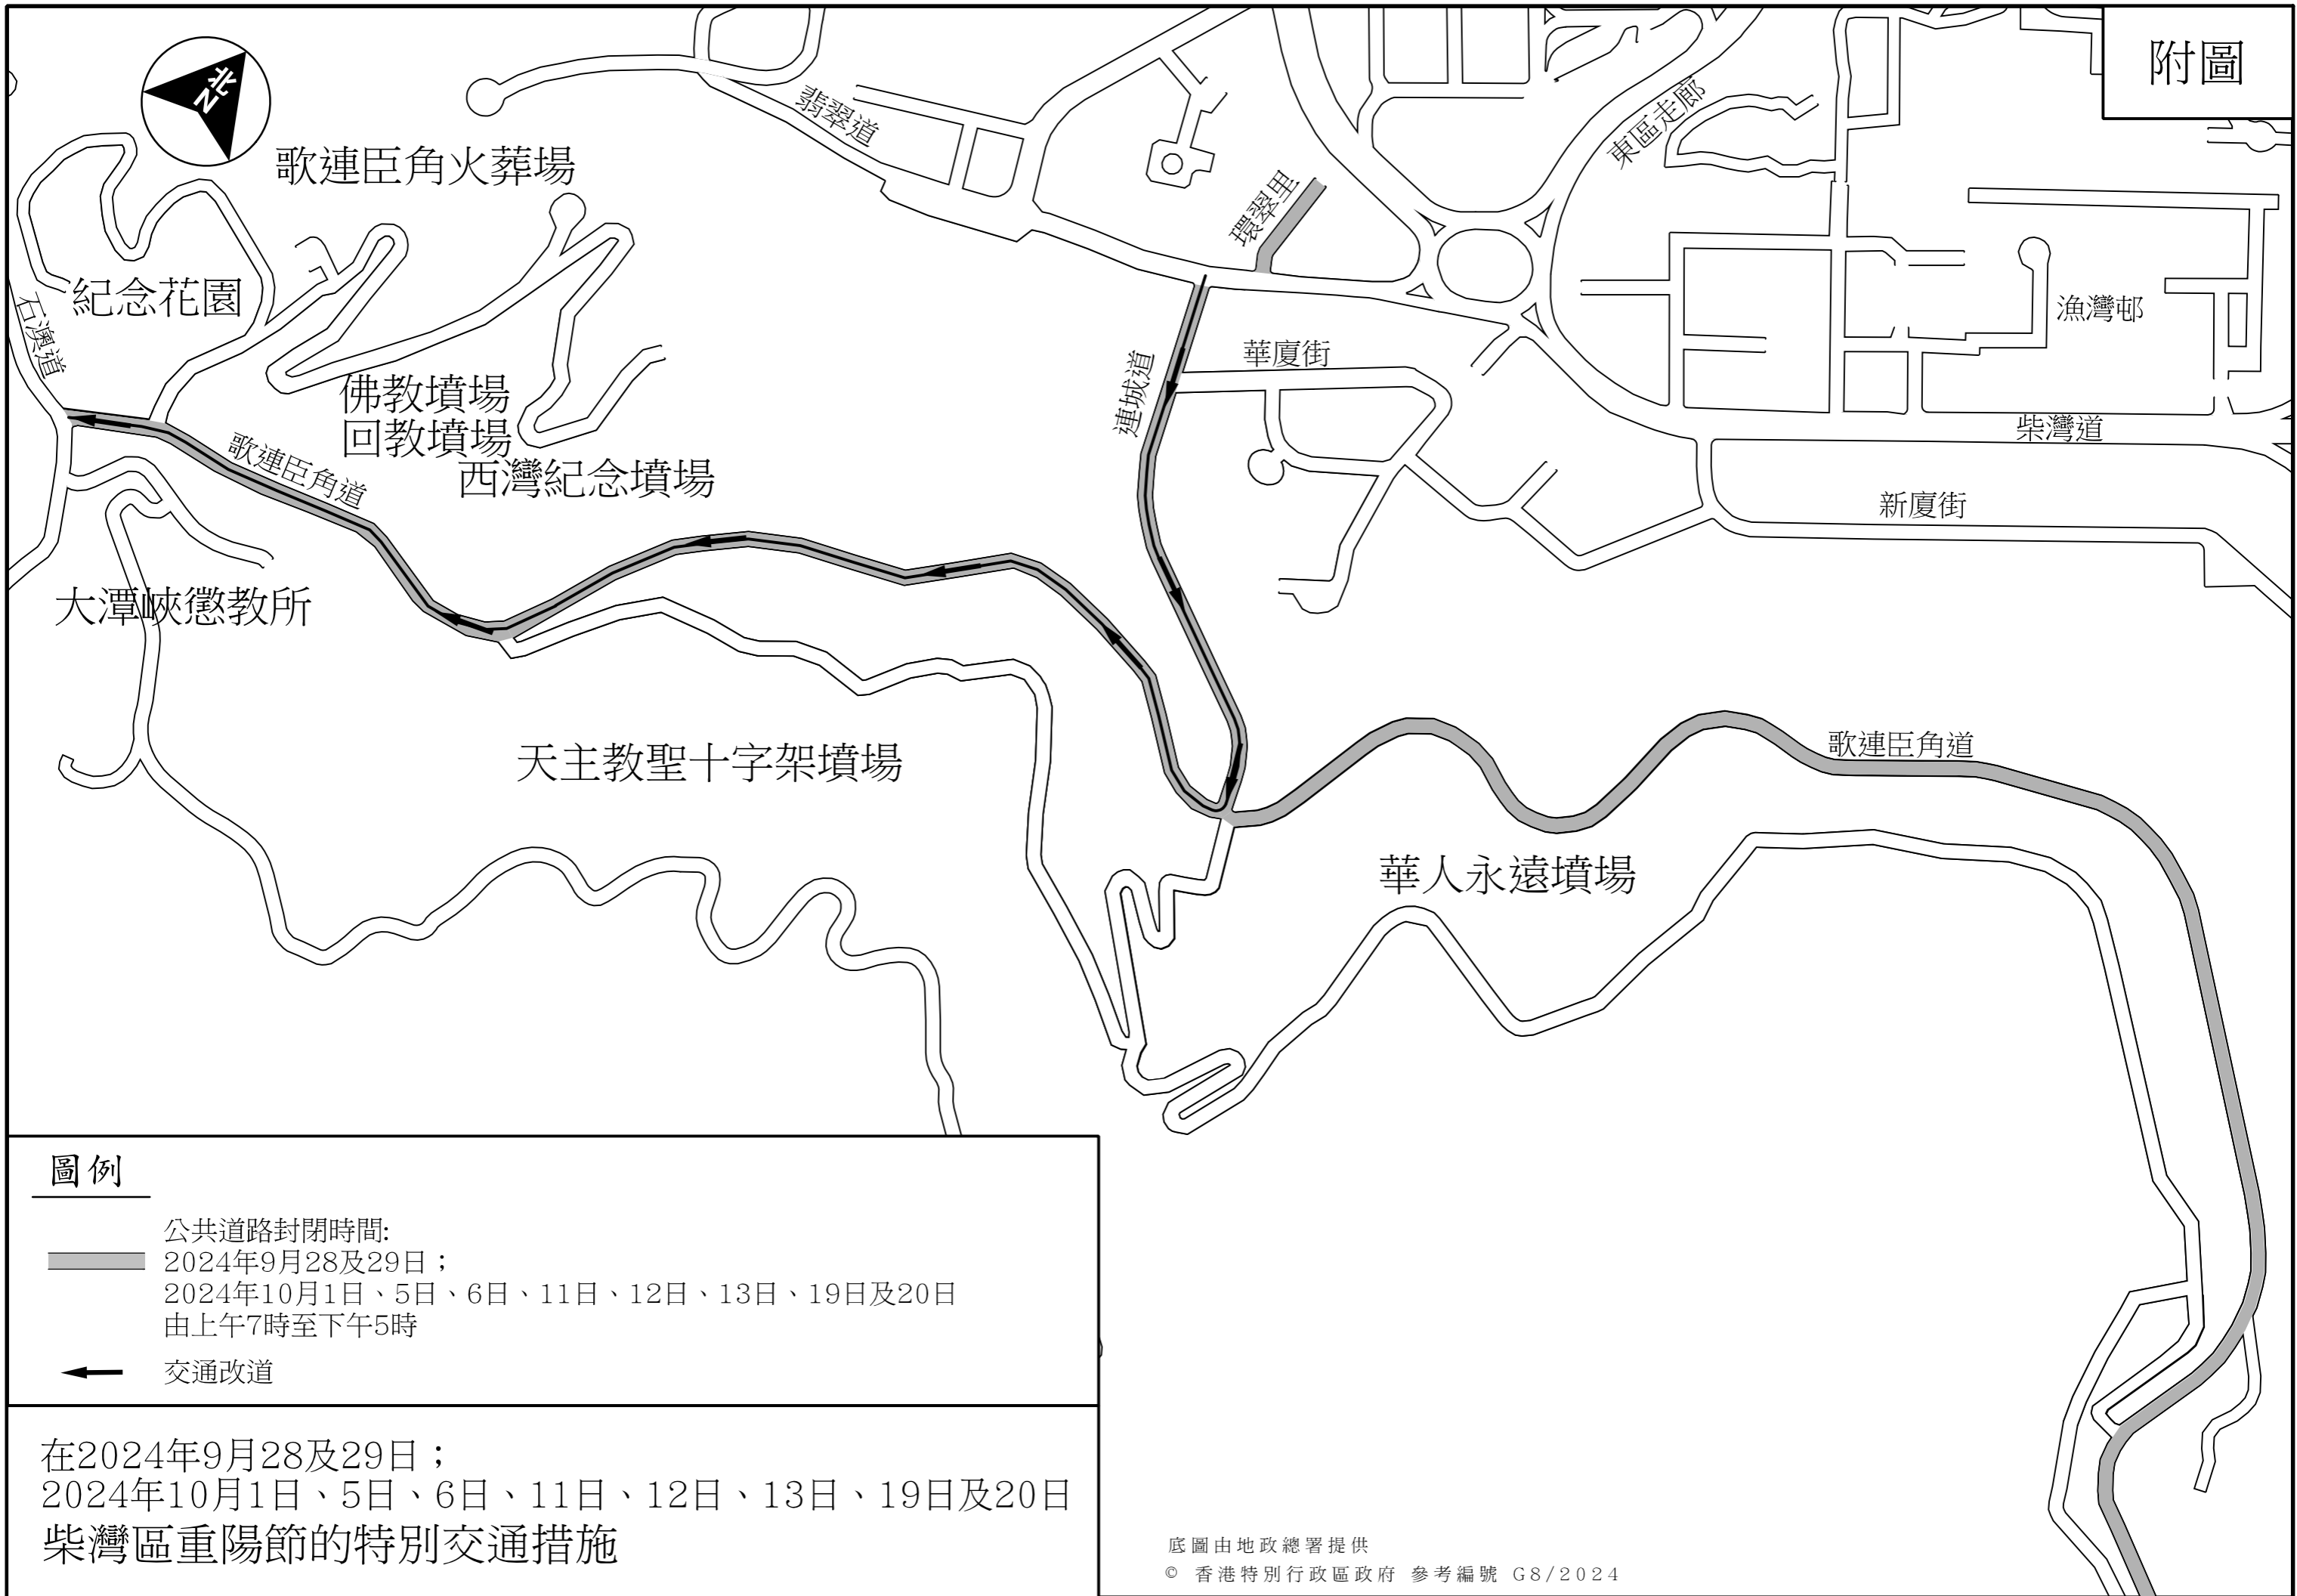 附圖
北
N
歌連臣角火葬場
翡翠道
東區走廊
環翠里
紀念花園
石澳道
漁灣邨
華廈街
連城道
佛教墳場
回教墳場
西灣紀念墳場
歌連臣角道
柴灣道
新廈街
大潭峽懲教所
天主教聖十字架墳場
歌連臣角道
華人永遠墳場
圖例
公共道路封閉時間:
2024年9月28及29日；
2024年10月1日、5日、6日、11日、12日、13日、19日及20日
由上午7時至下午5時
交通改道
在2024年9月28及29日；
2024年10月1日、5日、6日、11日、12日、13日、19日及20日
柴灣區重陽節的特別交通措施
底圖由地政總署提供
© 香港特別行政區政府 參考編號 G8/2024